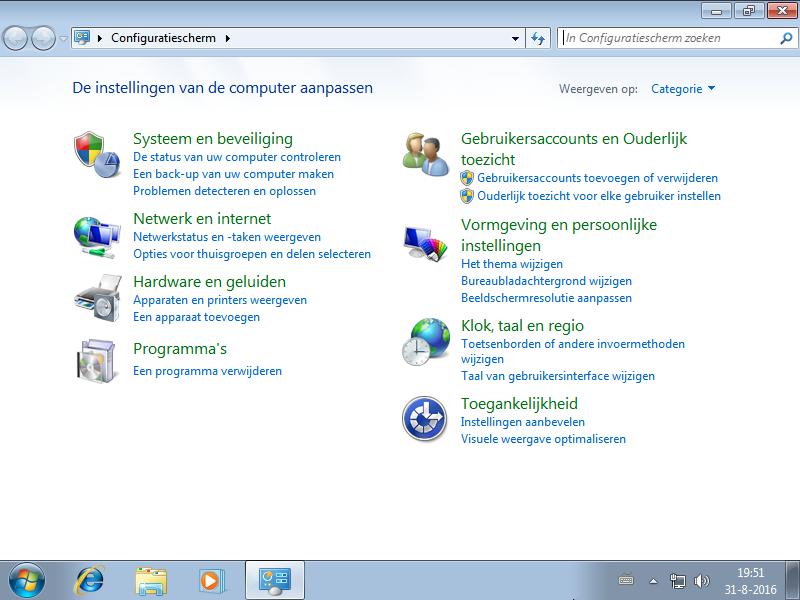 Configuratiescherm
In Configuratiescherm zoeken
De instellingen van de computer aanpassen
Weergeven op: Categorie
Systeem en beveiliging
De status van uw computer controleren
Een back-up van uw computer maken
Problemen detecteren en oplossen
Netwerk en internet
Netwerkstatus en -taken weergeven
Opties voor thuisgroepen en delen selecteren
Hardware en geluiden
Apparaten en printers weergeven
Een apparaat toevoegen
Programma's
Een programma verwijderen
Gebruikersaccounts en Ouderlijk
toezicht
Gebruikersaccounts toevoegen of verwijderen
Ouderlijk toezicht voor elke gebruiker instellen
Vormgeving en persoonlijke
instellingen
Het thema wijzigen
Bureaubladachtergrond wijzigen
Beeldschermresolutie aanpassen
Klok, taal en regio
Toetsenborden of andere invoermethoden
wijzigen
Taal van gebruikersinterface wijzigen
Toegankelijkheid
Instellingen aanbevelen
Visuele weergave optimaliseren
19:51
31-8-2016